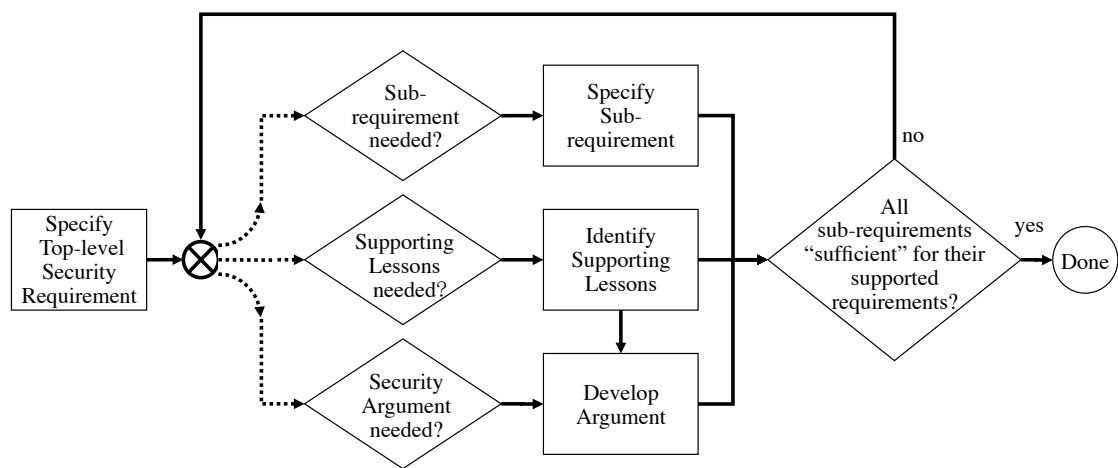 Specify
Top-level
Security
Requirement
Sub-
requirement
needed?
Specify
Sub-
requirement
Supporting
Lessons
needed?
Identify
Supporting
Lessons
Security
Argument
needed?
Develop
Argument
no
All
sub-requirements
“sufficient” for their
supported
requirements?
yes
Done